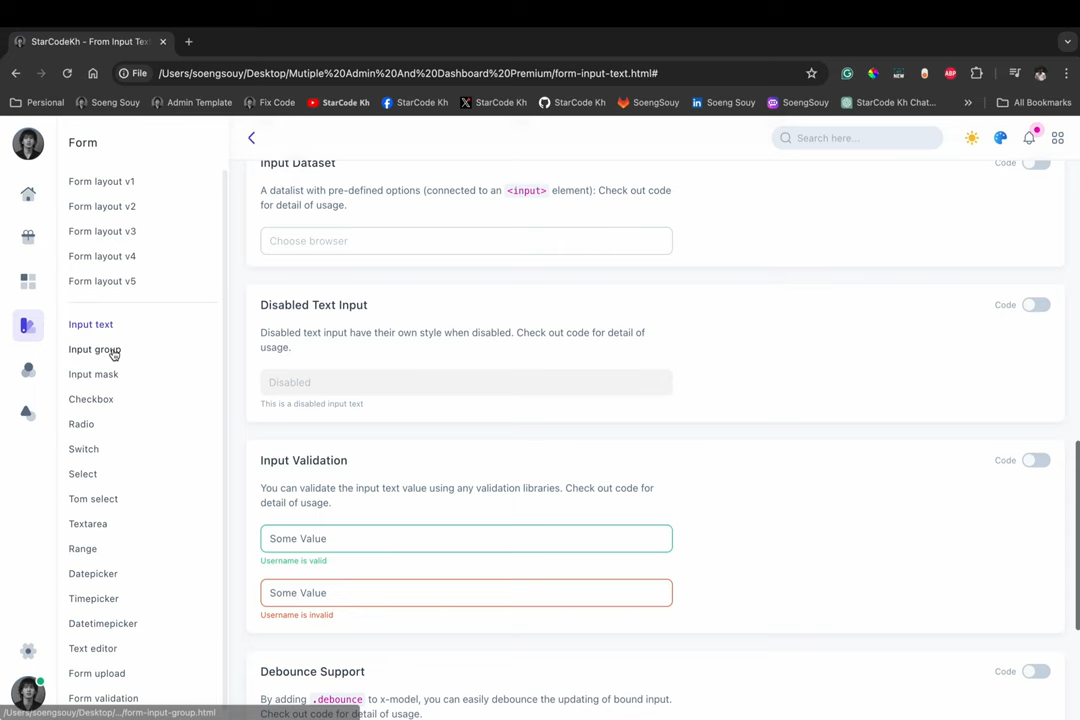 StarCodeKh - From Input Tex
File
/Users/soengsouy/Desktop/Mutiple%20Admin%20And%20Dashboard%20Premium/form-input-text.html#
Personal
Soeng Souy
Admin Template
Fix Code
StarCode Kh
StarCode Kh
StarCode Kh
StarCode Kh
SoengSouy
Soeng Souy
SoengSouy
StarCode Kh Chat...
»
All Bookmarks
NEW
ABP
Form
Search here...
Form layout v1
Form layout v2
Form layout v3
Form layout v4
Form layout v5
Input text
Input group
Input mask
Checkbox
Radio
Switch
Select
Tom select
Textarea
Range
Datepicker
Timepicker
Datetimepicker
Text editor
Form upload
Form validation
/Users/soengsouy/Desktop/.../form-input-group.html
Input Dataset
Code
A datalist with pre-defined options (connected to an <input> element): Check out code
for detail of usage.
Choose browser
Disabled Text Input
Code
Disabled text input have their own style when disabled. Check out code for detail of
usage.
Disabled
This is a disabled input text
Input Validation
Code
You can validate the input text value using any validation libraries. Check out code for
detail of usage.
Some Value
Username is valid
Some Value
Username is invalid
Debounce Support
Code
By adding .debounce to x-model, you can easily debounce the updating of bound input.
Check out code for detail of usage.